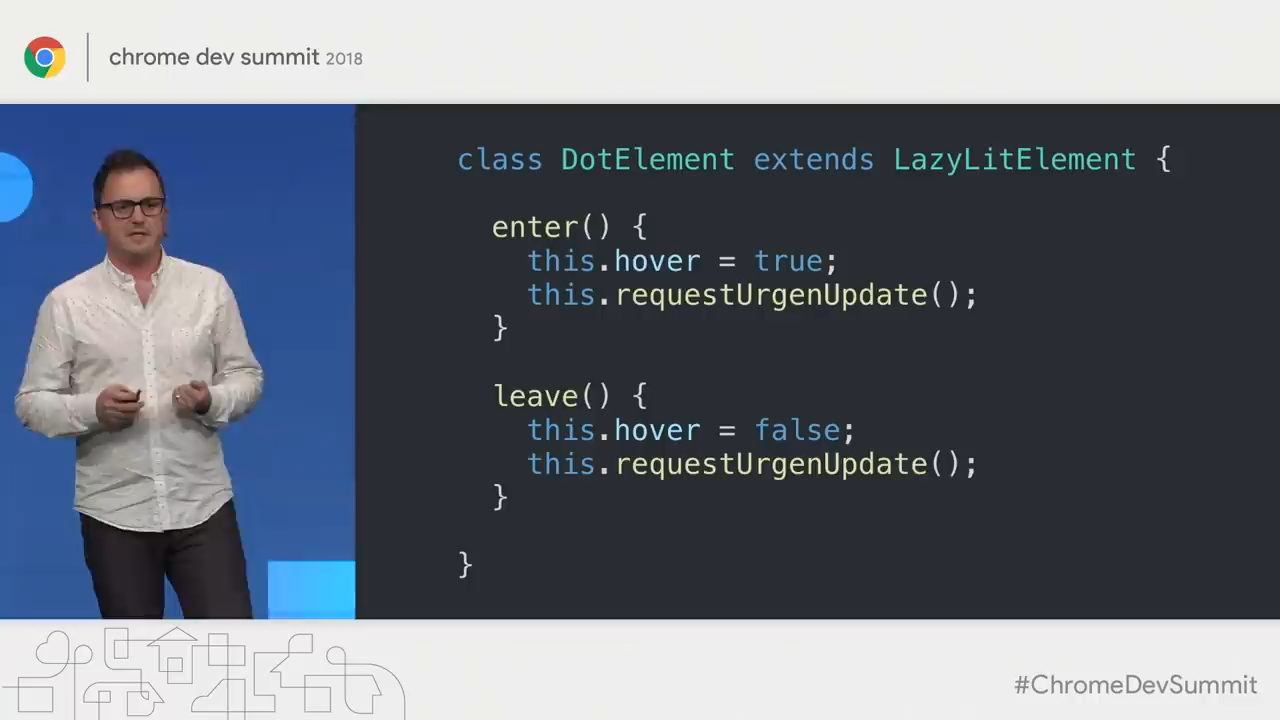 chrome dev summit 2018
class DotElement extends LazyLitElement {
enter() {
this.hover = true;
this.requestUrgenUpdate();
}
leave() {
this.hover = false;
this.requestUrgenUpdate();
}
}
#ChromeDevSummit